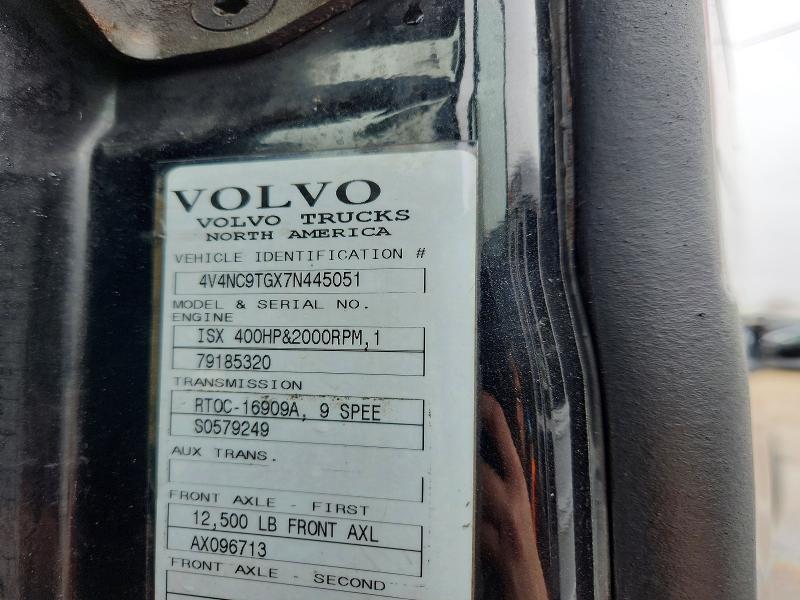 VOLVO
VOLVO TRUCKS
NORTH AMERICA
VEHICLE IDENTIFICATION #
4V4NC9TGX7N445051
MODEL & SERIAL NO.
ENGINE
ISX 400HP&2000RPM,1
79185320
TRANSMISSION
RTOC-16909A, 9 SPEE
S0579249
AUX TRANS.
FRONT AXLE - FIRST
12,500 LB FRONT AXL
AX096713
FRONT AXLE - SECOND